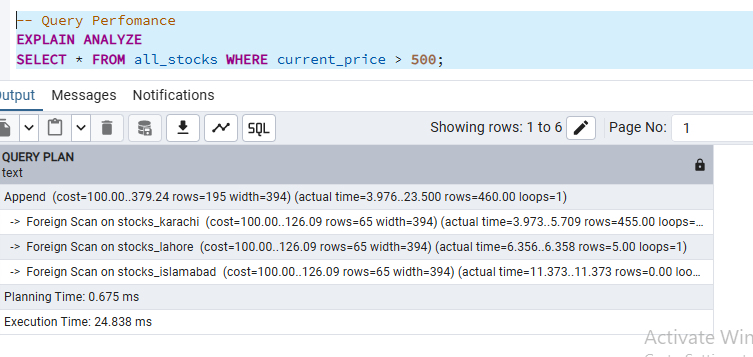 -- Query Perfomance
EXPLAIN ANALYZE
SELECT * FROM all_stocks WHERE current_price > 500;
Messages Notifications
SQL Showing rows: 1 to 6 Page No: 1
QUERY PLAN
text
Append (cost=100.00..379.24 rows=195 width=394) (actual time=3.976..23.500 rows=460.00 loops=1)
-> Foreign Scan on stocks_karachi (cost=100.00..126.09 rows=65 width=394) (actual time=3.973..5.709 rows=455.00 loops=...
-> Foreign Scan on stocks_lahore (cost=100.00..126.09 rows=65 width=394) (actual time=6.356..6.358 rows=5.00 loops=1)
-> Foreign Scan on stocks_islamabad (cost=100.00..126.09 rows=65 width=394) (actual time=11.373..11.373 rows=0.00 loo...
Planning Time: 0.675 ms
Execution Time: 24.838 ms
Activate Win